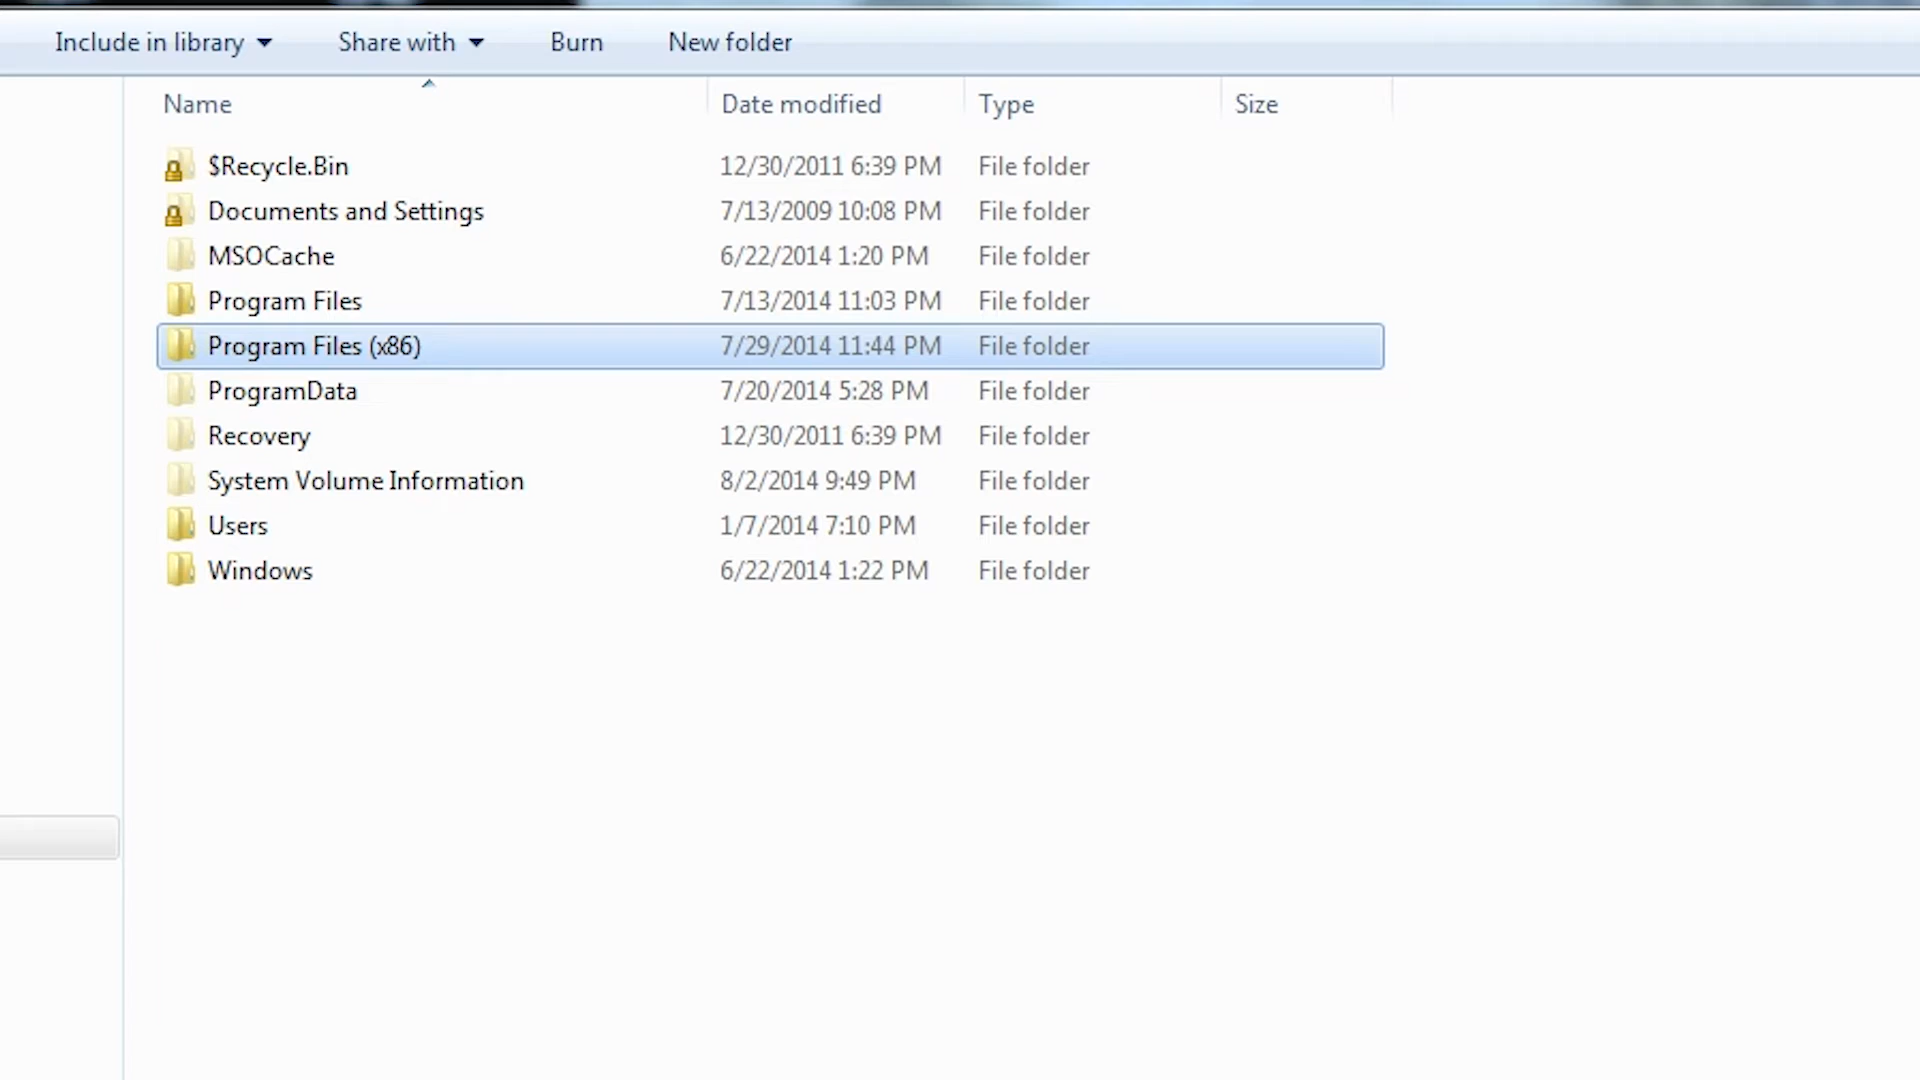 Include in library Share with Burn New folder
Name Date modified Type Size
$Recycle.Bin 12/30/2011 6:39 PM File folder
Documents and Settings 7/13/2009 10:08 PM File folder
MSOCache 6/22/2014 1:20 PM File folder
Program Files 7/13/2014 11:03 PM File folder
Program Files (x86) 7/29/2014 11:44 PM File folder
ProgramData 7/20/2014 5:28 PM File folder
Recovery 12/30/2011 6:39 PM File folder
System Volume Information 8/2/2014 9:49 PM File folder
Users 1/7/2014 7:10 PM File folder
Windows 6/22/2014 1:22 PM File folder